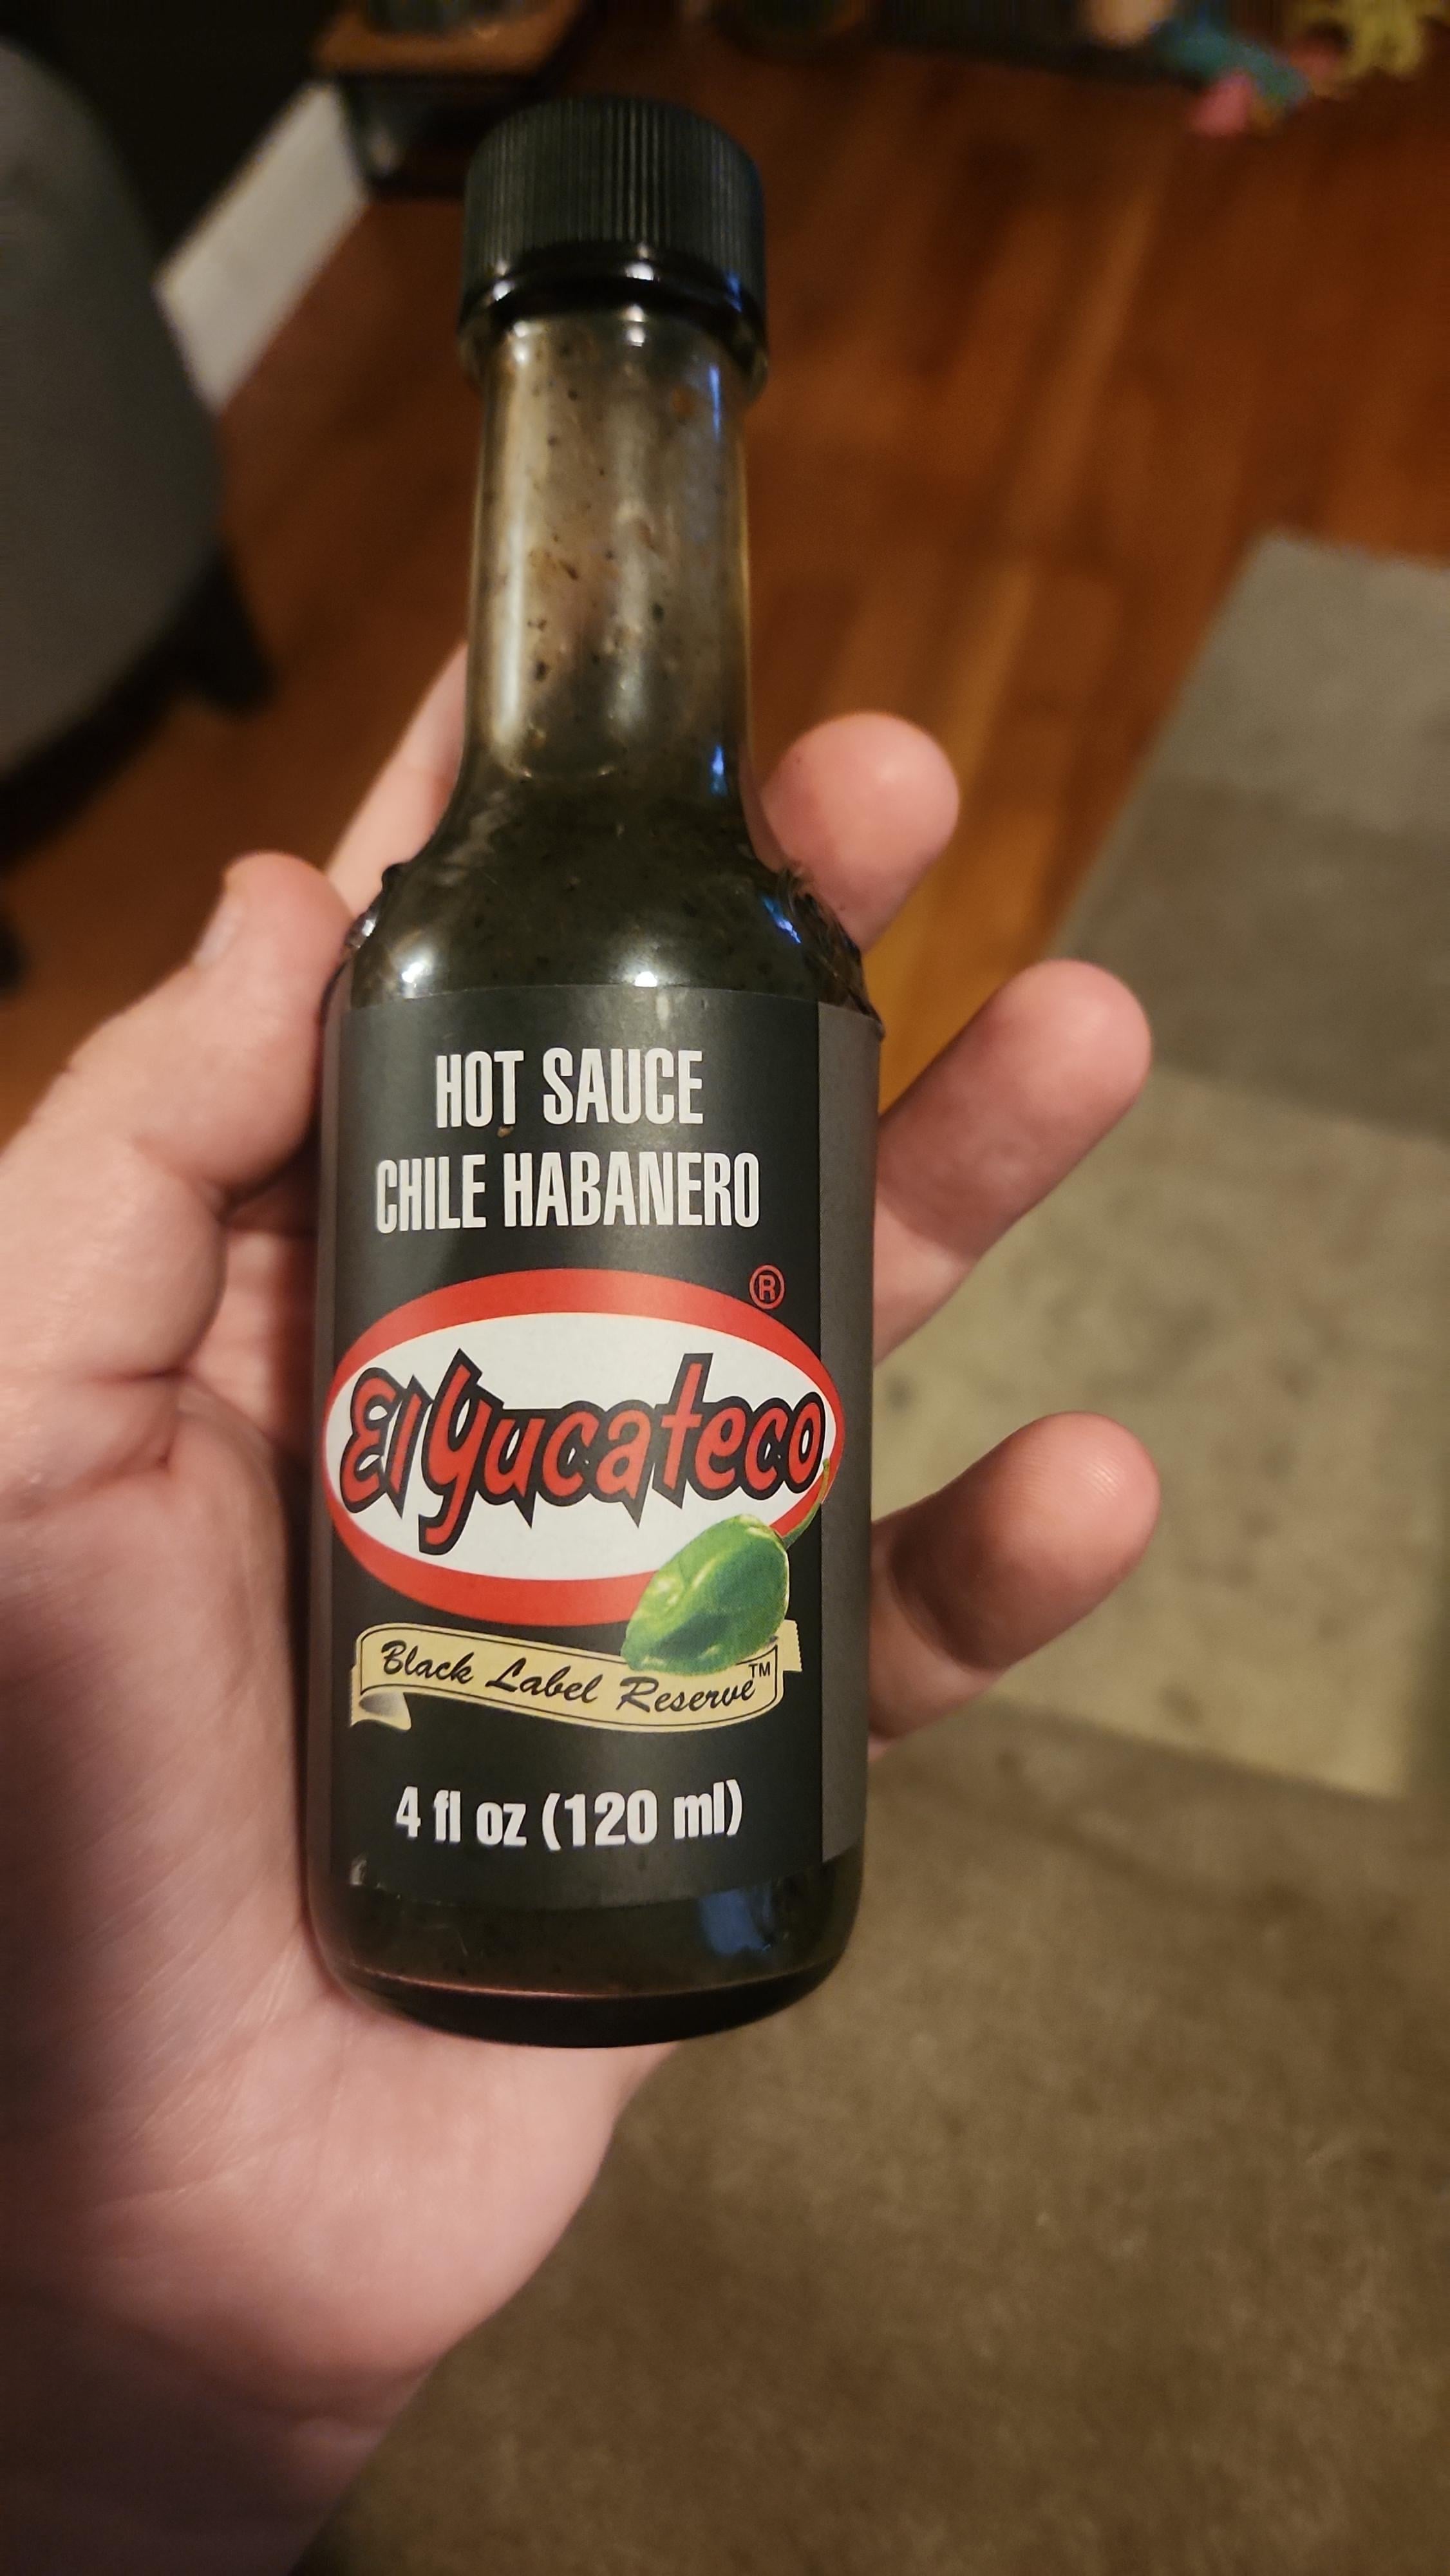 HOT SAUCE
CHILE HABANERO
®
El Yucateco
Black Label Reserve™
4 fl oz (120 ml)